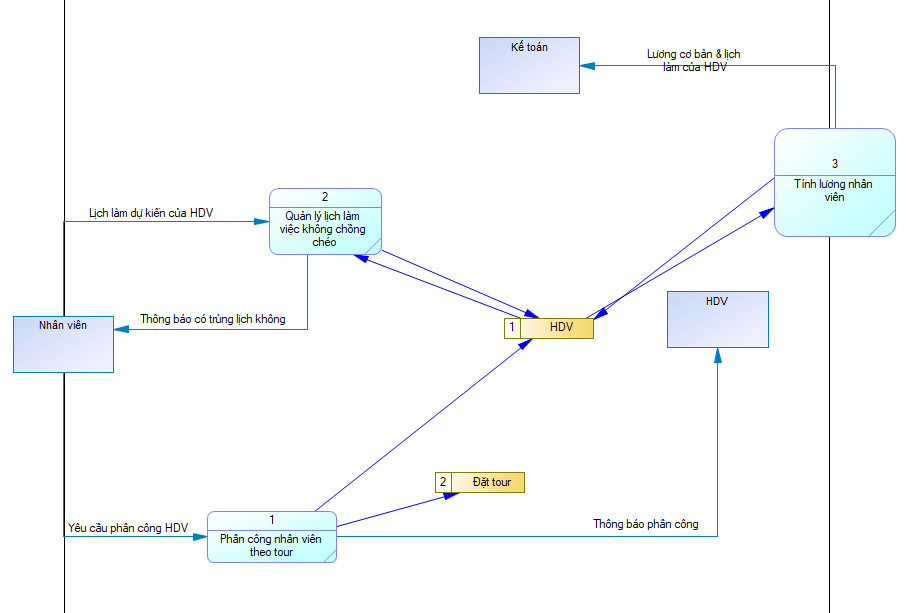 Kế toán
Lương cơ bản & lịch
làm của HDV
3
Tính lương nhân
viên
2
Quản lý lịch làm
việc không chồng
chéo
Lịch làm dự kiến của HDV
HDV
Thông báo có trùng lịch không
Nhân viên
1
HDV
2
Đặt tour
1
Phân công nhân viên
theo tour
Yêu cầu phân công HDV
Thông báo phân công